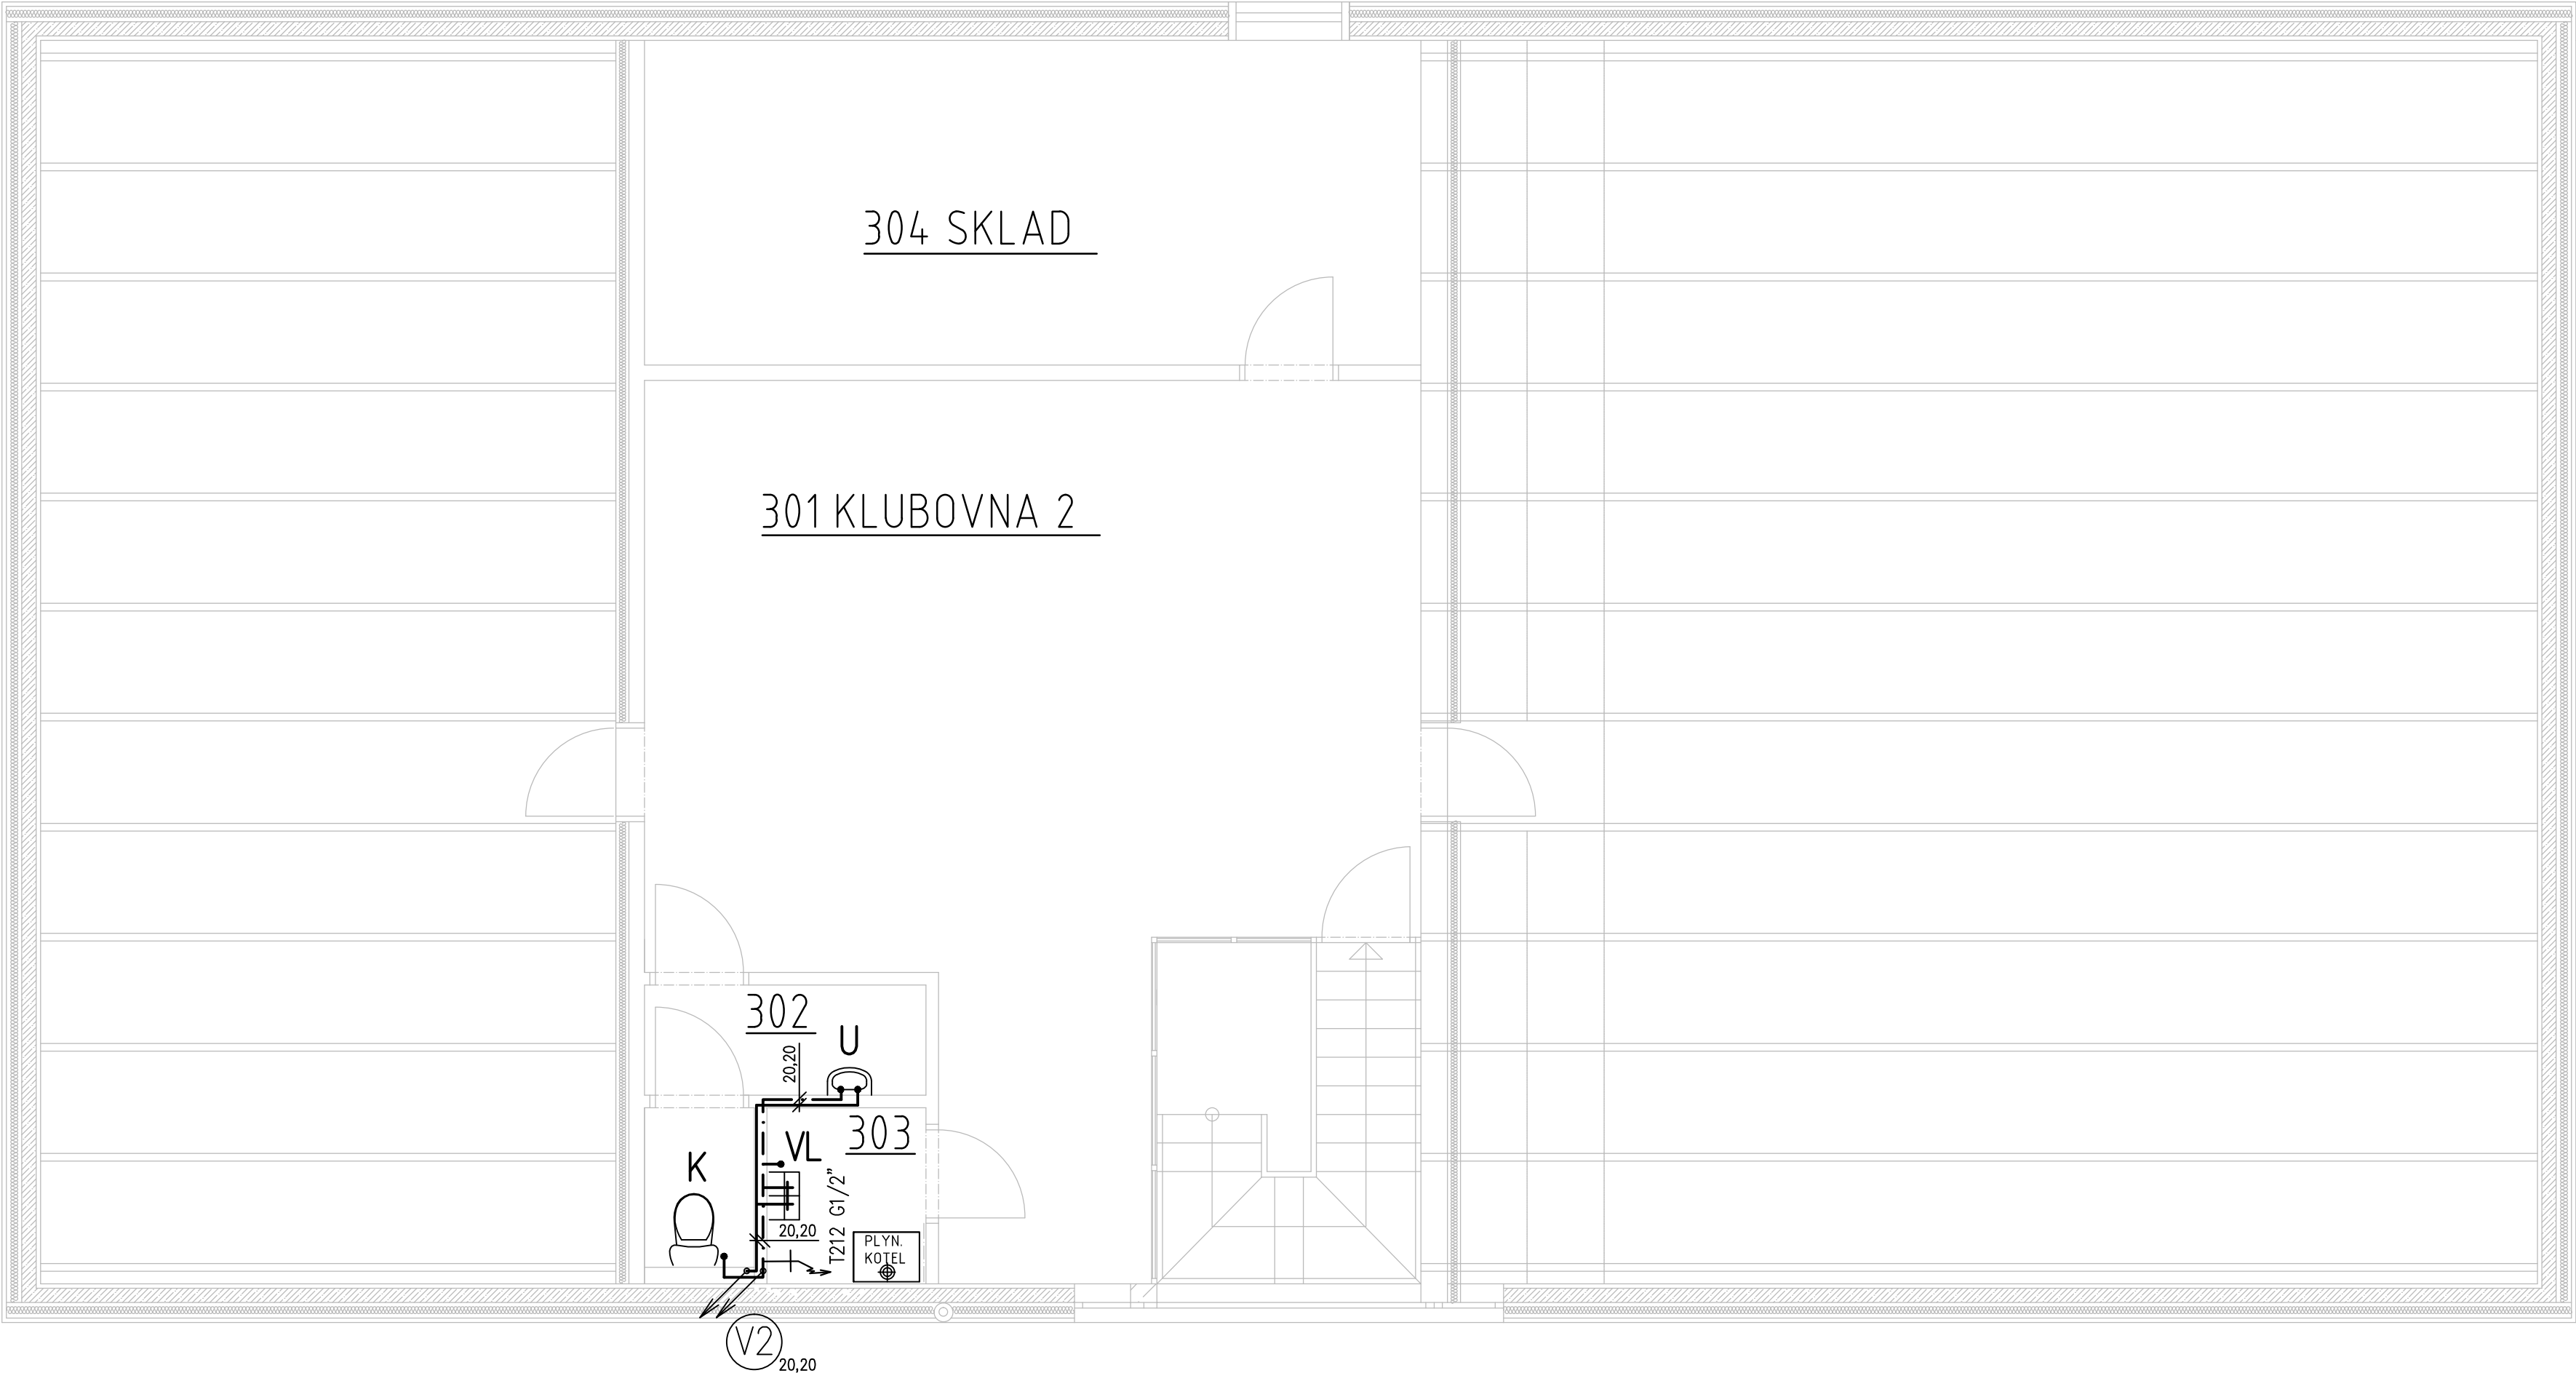 304 SKLAD
301 KLUBOVNA 2
302
U
20,20
303
VL
K
T212 G1/2"
20,20
PLYN.
KOTEL
V2
20,20